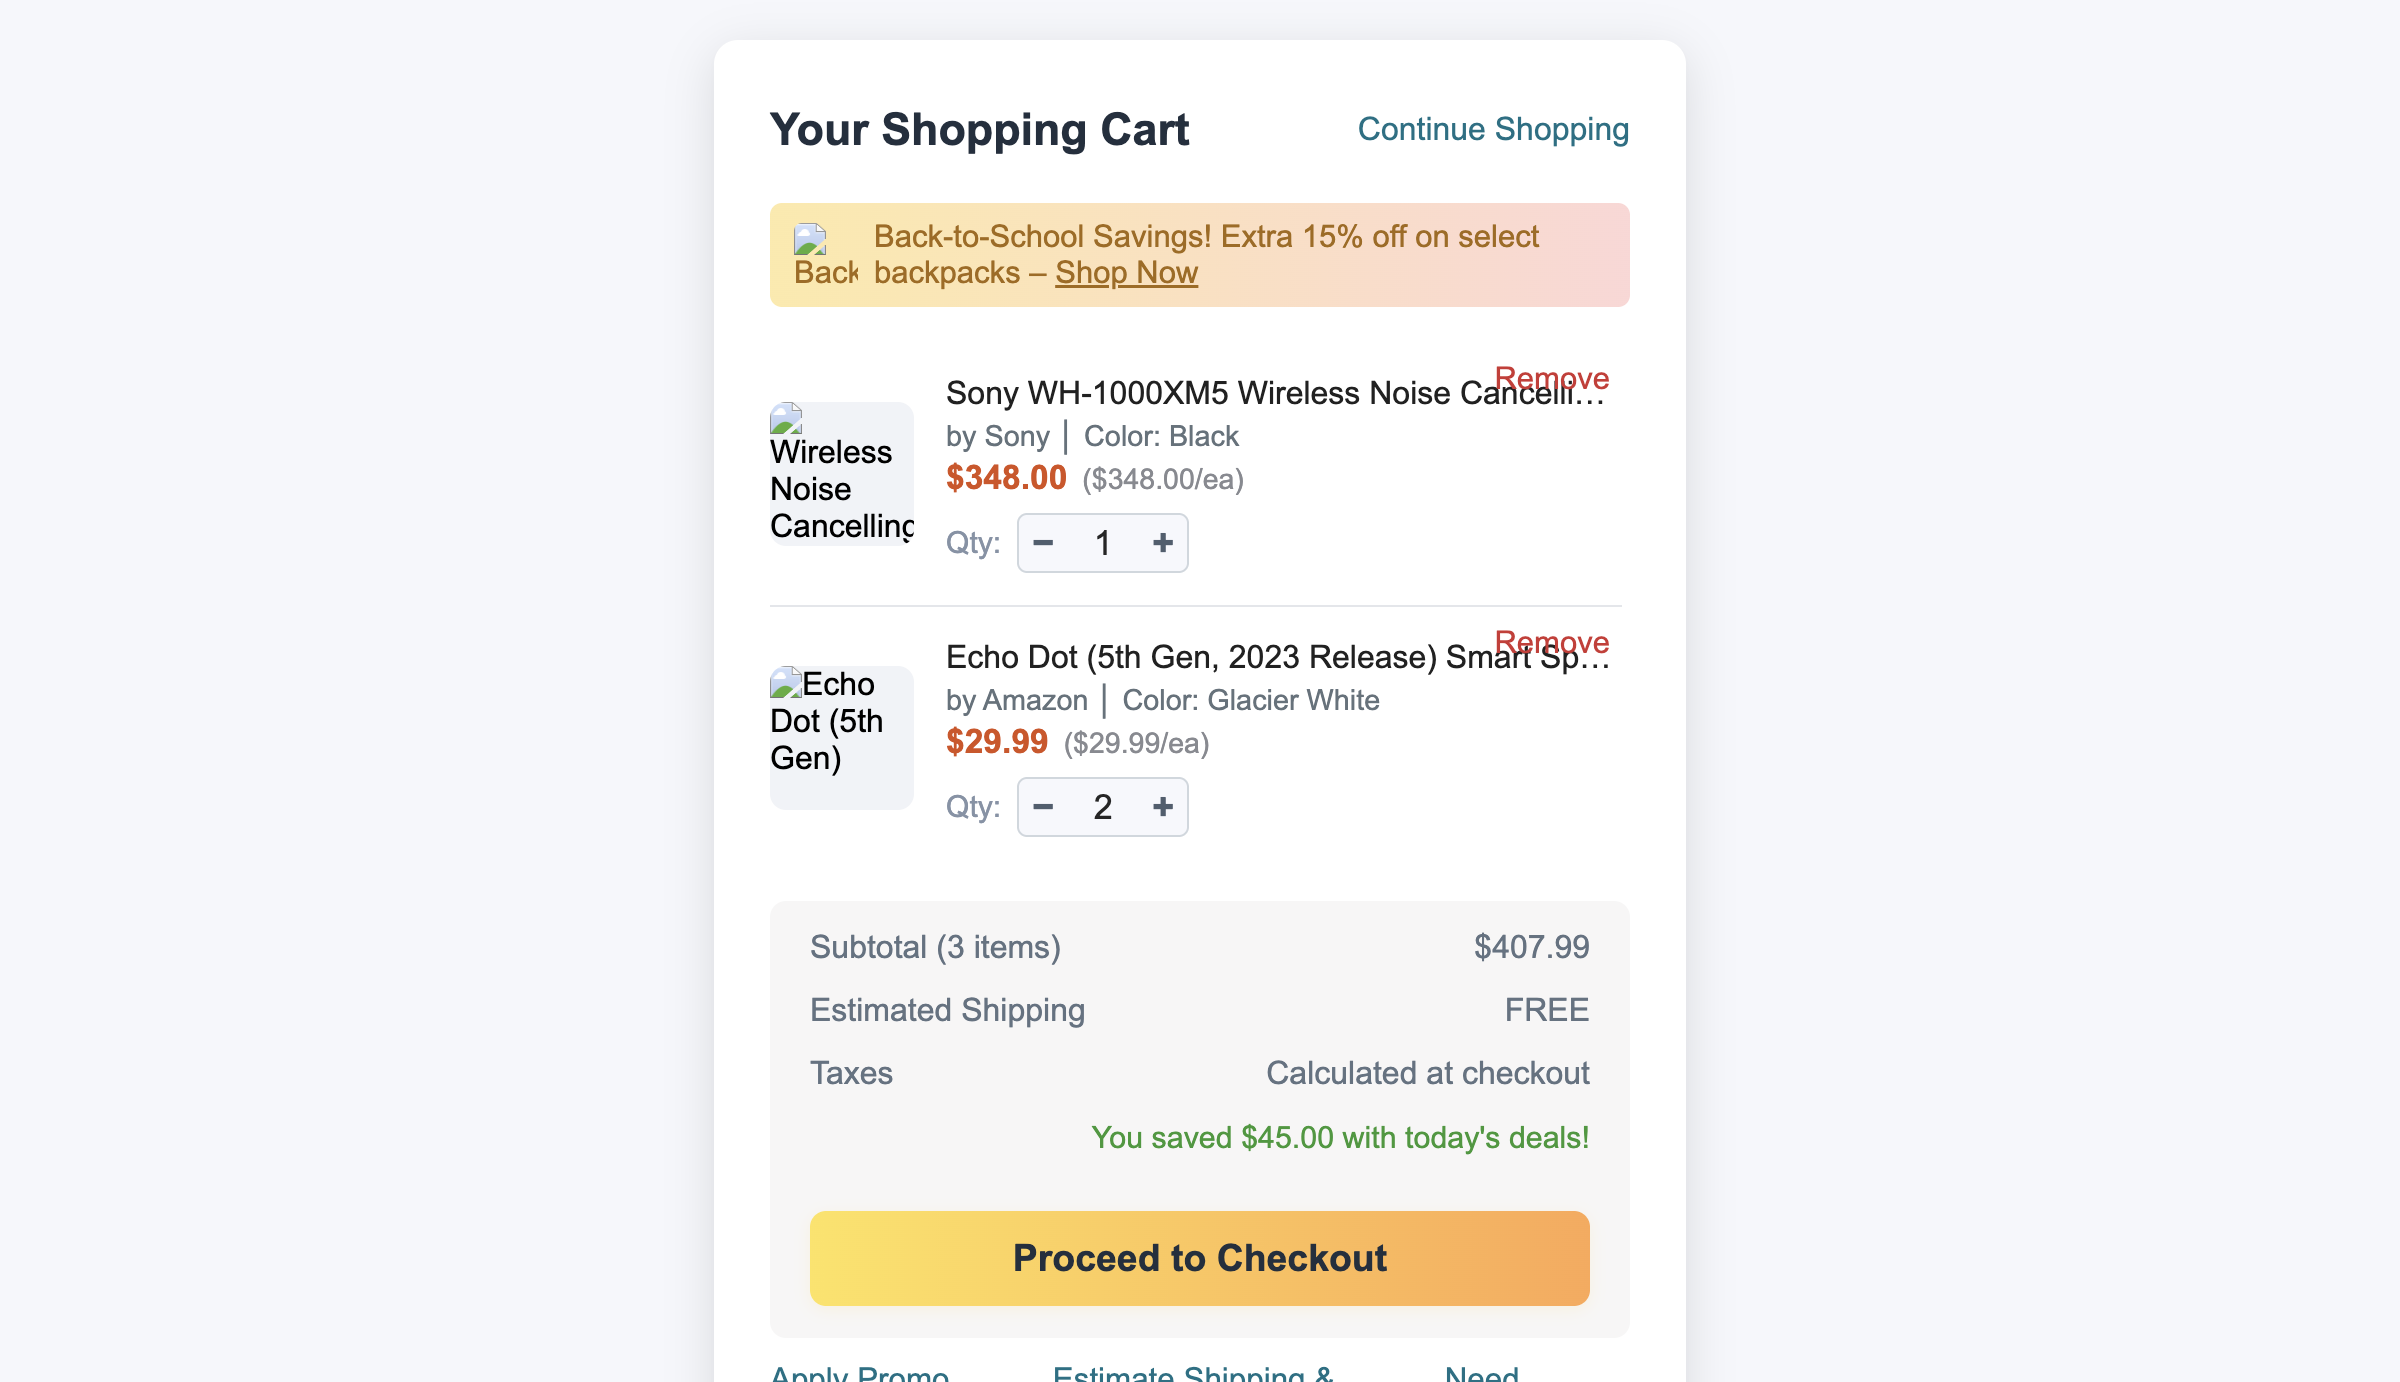 Your Shopping Cart
Continue Shopping
Back
Back-to-School Savings! Extra 15% off on select
backpacks – Shop Now
Wireless
Noise
Cancelling
Sony WH-1000XM5 Wireless Noise Cancelli…
Remove
by Sony | Color: Black
$348.00 ($348.00/ea)
Qty: − 1 +
Echo
Dot (5th
Gen)
Echo Dot (5th Gen, 2023 Release) Smart Sp…
Remove
by Amazon | Color: Glacier White
$29.99 ($29.99/ea)
Qty: − 2 +
Subtotal (3 items) $407.99
Estimated Shipping FREE
Taxes Calculated at checkout
You saved $45.00 with today's deals!
Proceed to Checkout
Apply Promo
Estimate Shipping &
Need